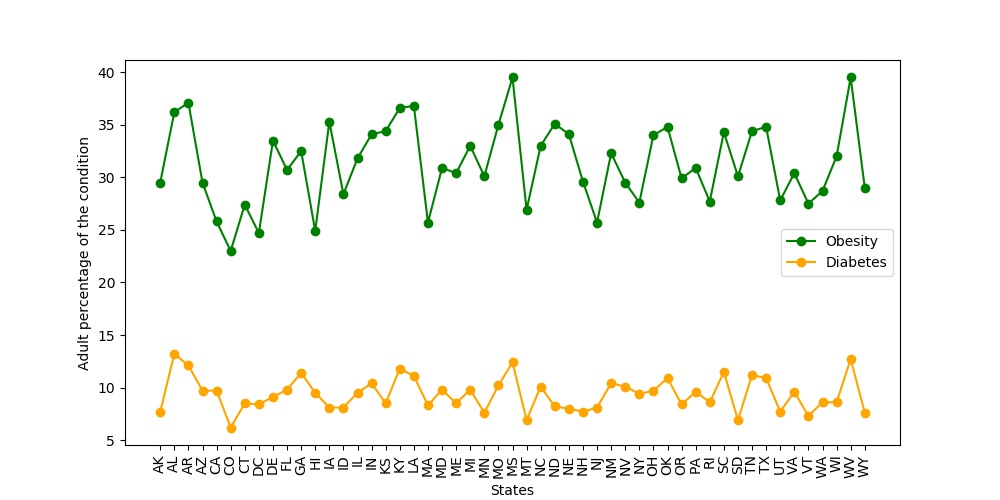 Adult percentage of the condition
40
35
30
25
20
15
10
5
Obesity
Diabetes
AK AL AR AZ CA CO CT DC DE FL GA HI IA ID IL IN KS KY LA MA MD ME MI MN MO MS MT NC ND NE NH NJ NM NV NY OH OK OR PA RI SC SD TN TX UT VA VT WA WI WV WY
States